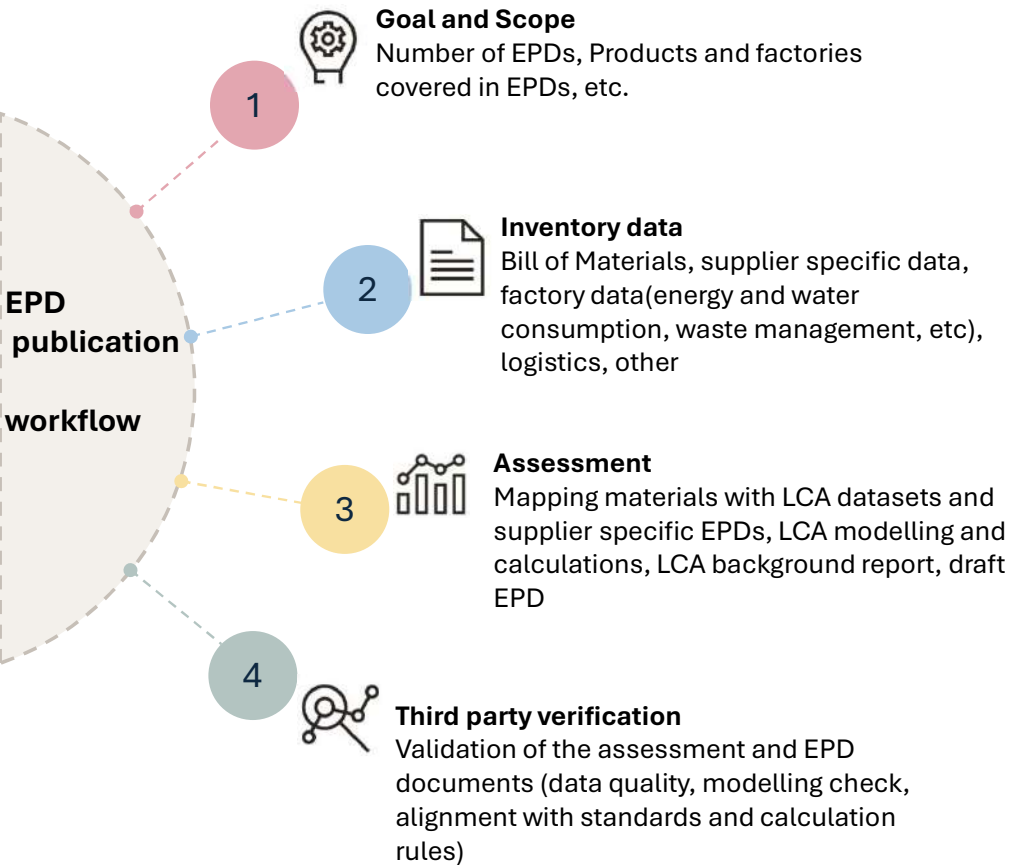 EPD
publication
workflow
1
Goal and Scope
Number of EPDs, Products and factories
covered in EPDs, etc.
2
Inventory data
Bill of Materials, supplier specific data,
factory data(energy and water
consumption, waste management, etc),
logistics, other
3
Assessment
Mapping materials with LCA datasets and
supplier specific EPDs, LCA modelling and
calculations, LCA background report, draft
EPD
4
Third party verification
Validation of the assessment and EPD
documents (data quality, modelling check,
alignment with standards and calculation
rules)